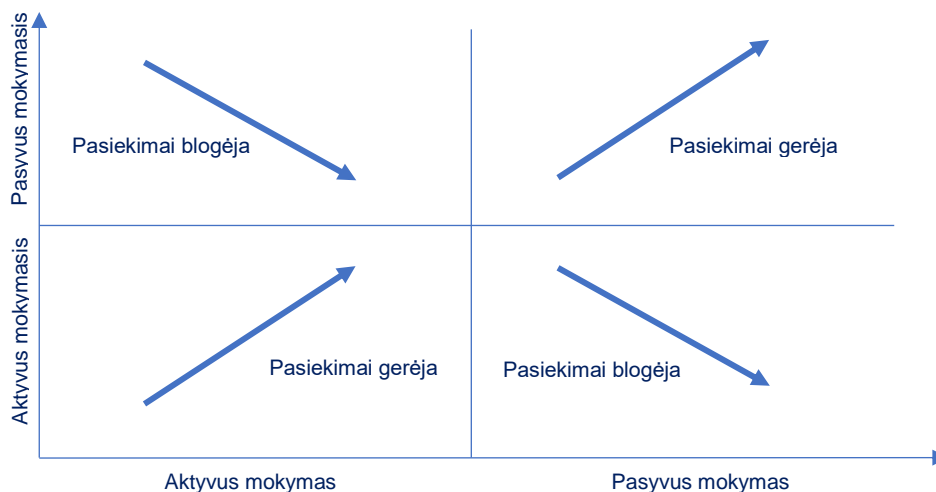 Pasyvus mokymasis
Pasiekimai blogėja
Pasiekimai gerėja
Aktyvus mokymasis
Pasiekimai gerėja
Pasiekimai blogėja
Aktyvus mokymas
Pasyvus mokymas